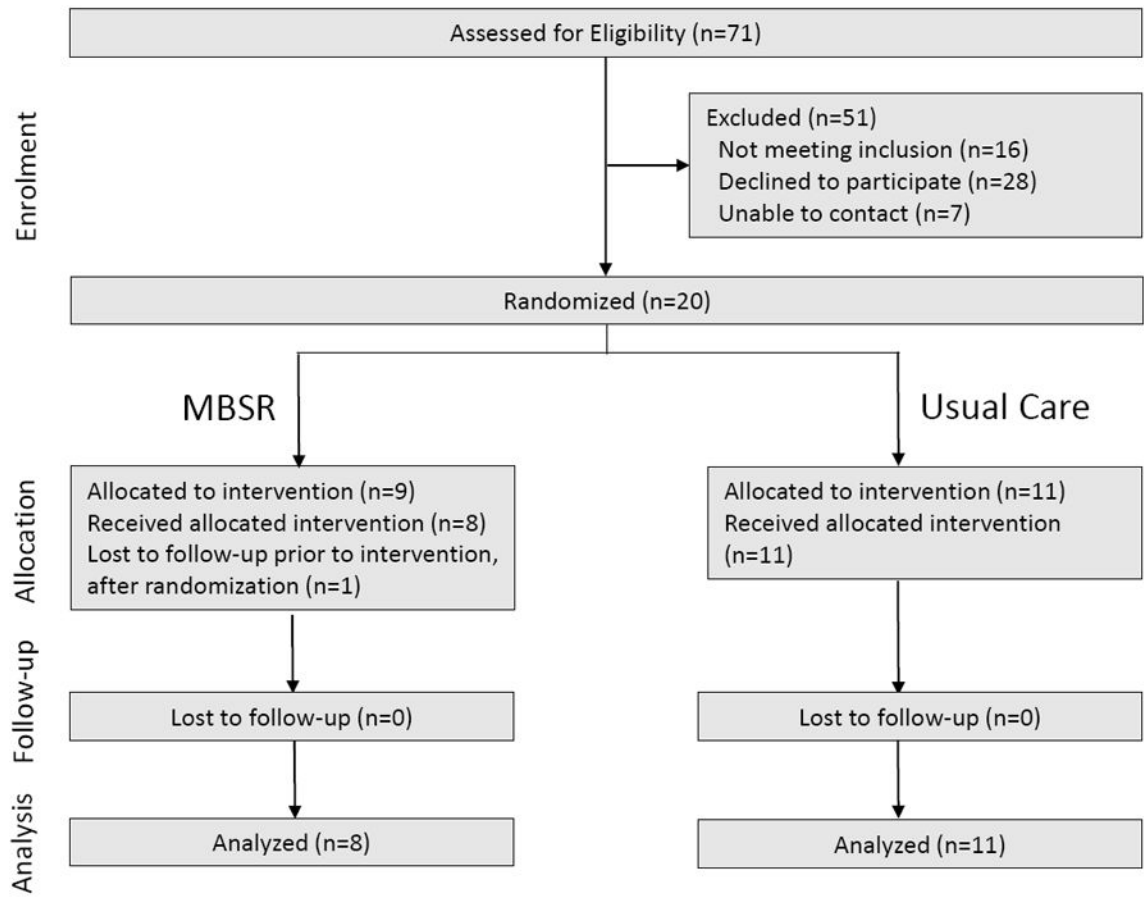 Assessed for Eligibility (n=71)
Enrolment
Excluded (n=51)
Not meeting inclusion (n=16)
Declined to participate (n=28)
Unable to contact (n=7)
Randomized (n=20)
MBSR
Usual Care
Allocation
Allocated to intervention (n=9)
Received allocated intervention (n=8)
Lost to follow-up prior to intervention,
after randomization (n=1)
Allocated to intervention (n=11)
Received allocated intervention
(n=11)
Follow-up
Lost to follow-up (n=0)
Lost to follow-up (n=0)
Analysis
Analyzed (n=8)
Analyzed (n=11)